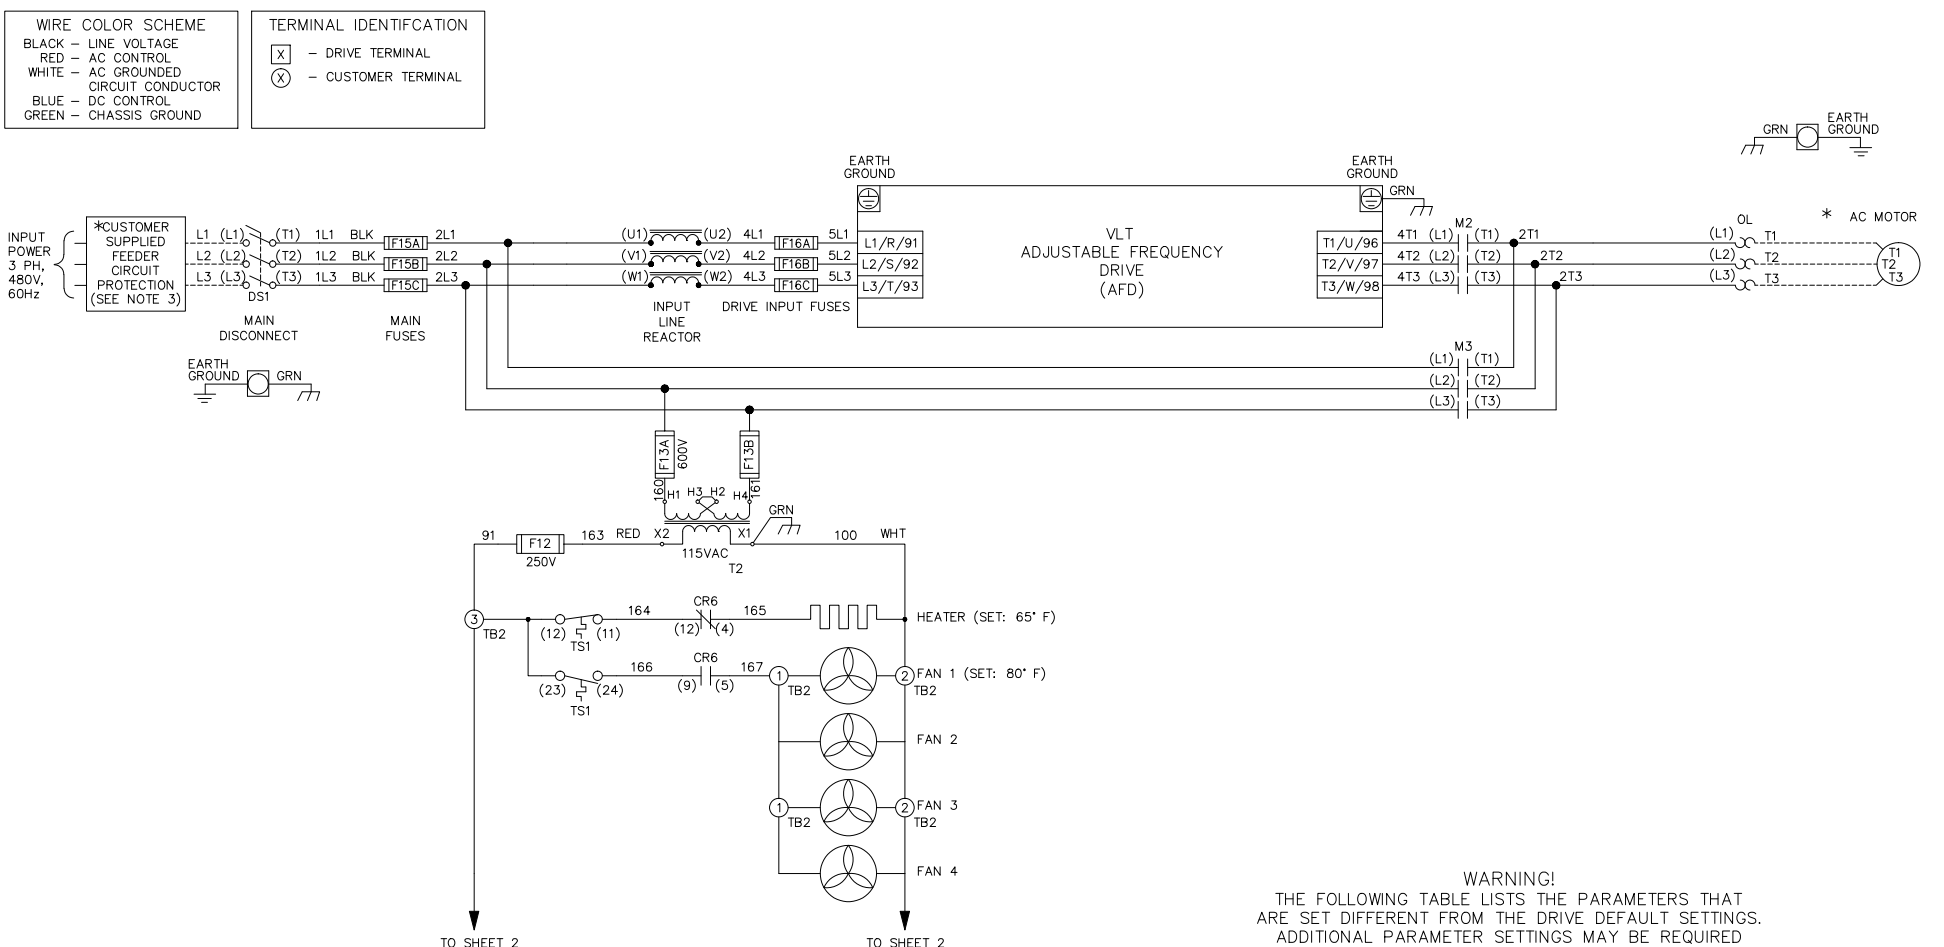 WIRE COLOR SCHEME
BLACK – LINE VOLTAGE
RED – AC CONTROL
WHITE – AC GROUNDED
CIRCUIT CONDUCTOR
BLUE – DC CONTROL
GREEN – CHASSIS GROUND
TERMINAL IDENTIFCATION
X – DRIVE TERMINAL
X – CUSTOMER TERMINAL
GRN
EARTH
GROUND
INPUT
POWER
3 PH,
480V,
60Hz
*CUSTOMER
SUPPLIED
FEEDER
CIRCUIT
PROTECTION
(SEE NOTE 3)
L1 (L1) (T1) 1L1 BLK F15A 2L1
L2 (L2) (T2) 1L2 BLK F15B 2L2
L3 (L3) (T3) 1L3 BLK F15C 2L3
DS1
MAIN
DISCONNECT
MAIN
FUSES
EARTH
GROUND
GRN
(U1) (U2) 4L1 F16A 5L1
(V1) (V2) 4L2 F16B 5L2
(W1) (W2) 4L3 F16C 5L3
INPUT
LINE
REACTOR
DRIVE INPUT FUSES
EARTH
GROUND
L1/R/91
L2/S/92
L3/T/93
VLT
ADJUSTABLE FREQUENCY
DRIVE
(AFD)
EARTH
GROUND
GRN
T1/U/96
T2/V/97
T3/W/98
M2
4T1 (L1) (T1) 2T1
4T2 (L2) (T2) 2T2
4T3 (L3) (T3) 2T3
OL
(L1) T1
(L2) T2
(L3) T3
* AC MOTOR
T1
T2
T3
M3
(L1) (T1)
(L2) (T2)
(L3) (T3)
F13A
600V
F13B
160
H1 H3 H2 H4
161
GRN
91 F12 163 RED X2 X1 100 WHT
250V
115VAC
T2
3
TB2
(12) (11)
TS1
164
CR6
(12) (4)
165
HEATER (SET: 65° F)
(23) (24)
TS1
166
CR6
(9) (5)
167
1
TB2
2
TB2
FAN 1 (SET: 80° F)
FAN 2
1
TB2
2
TB2
FAN 3
FAN 4
TO SHEET 2
TO SHEET 2
WARNING!
THE FOLLOWING TABLE LISTS THE PARAMETERS THAT
ARE SET DIFFERENT FROM THE DRIVE DEFAULT SETTINGS.
ADDITIONAL PARAMETER SETTINGS MAY BE REQUIRED